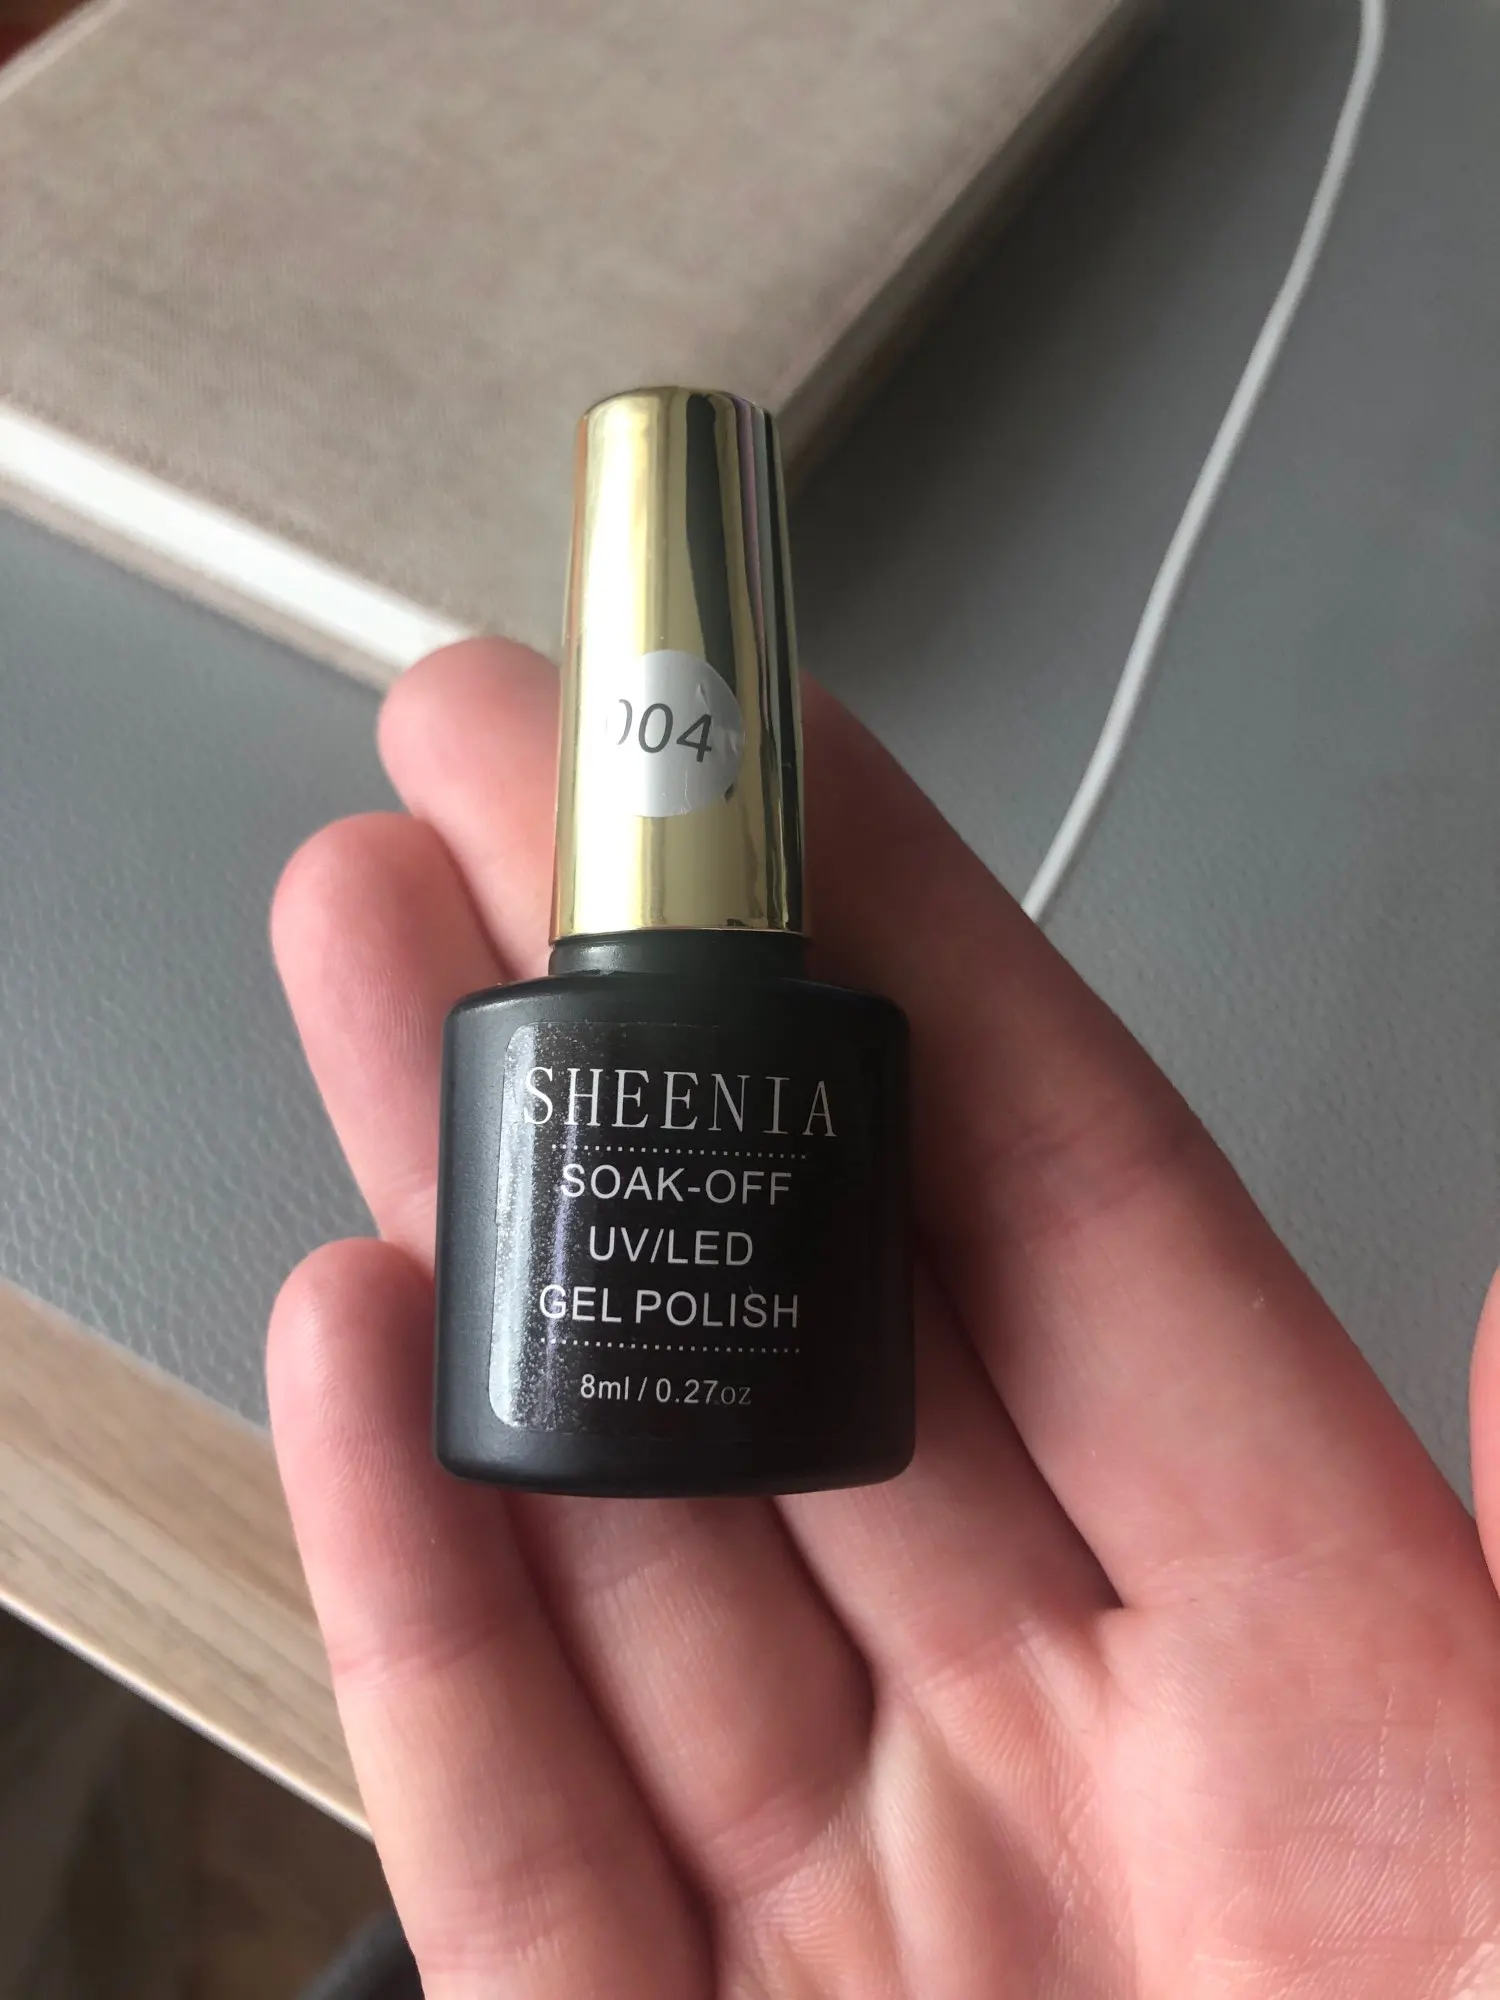 004
SHEENIA
SOAK-OFF
UV/LED
GEL POLISH
8ml / 0.27oz